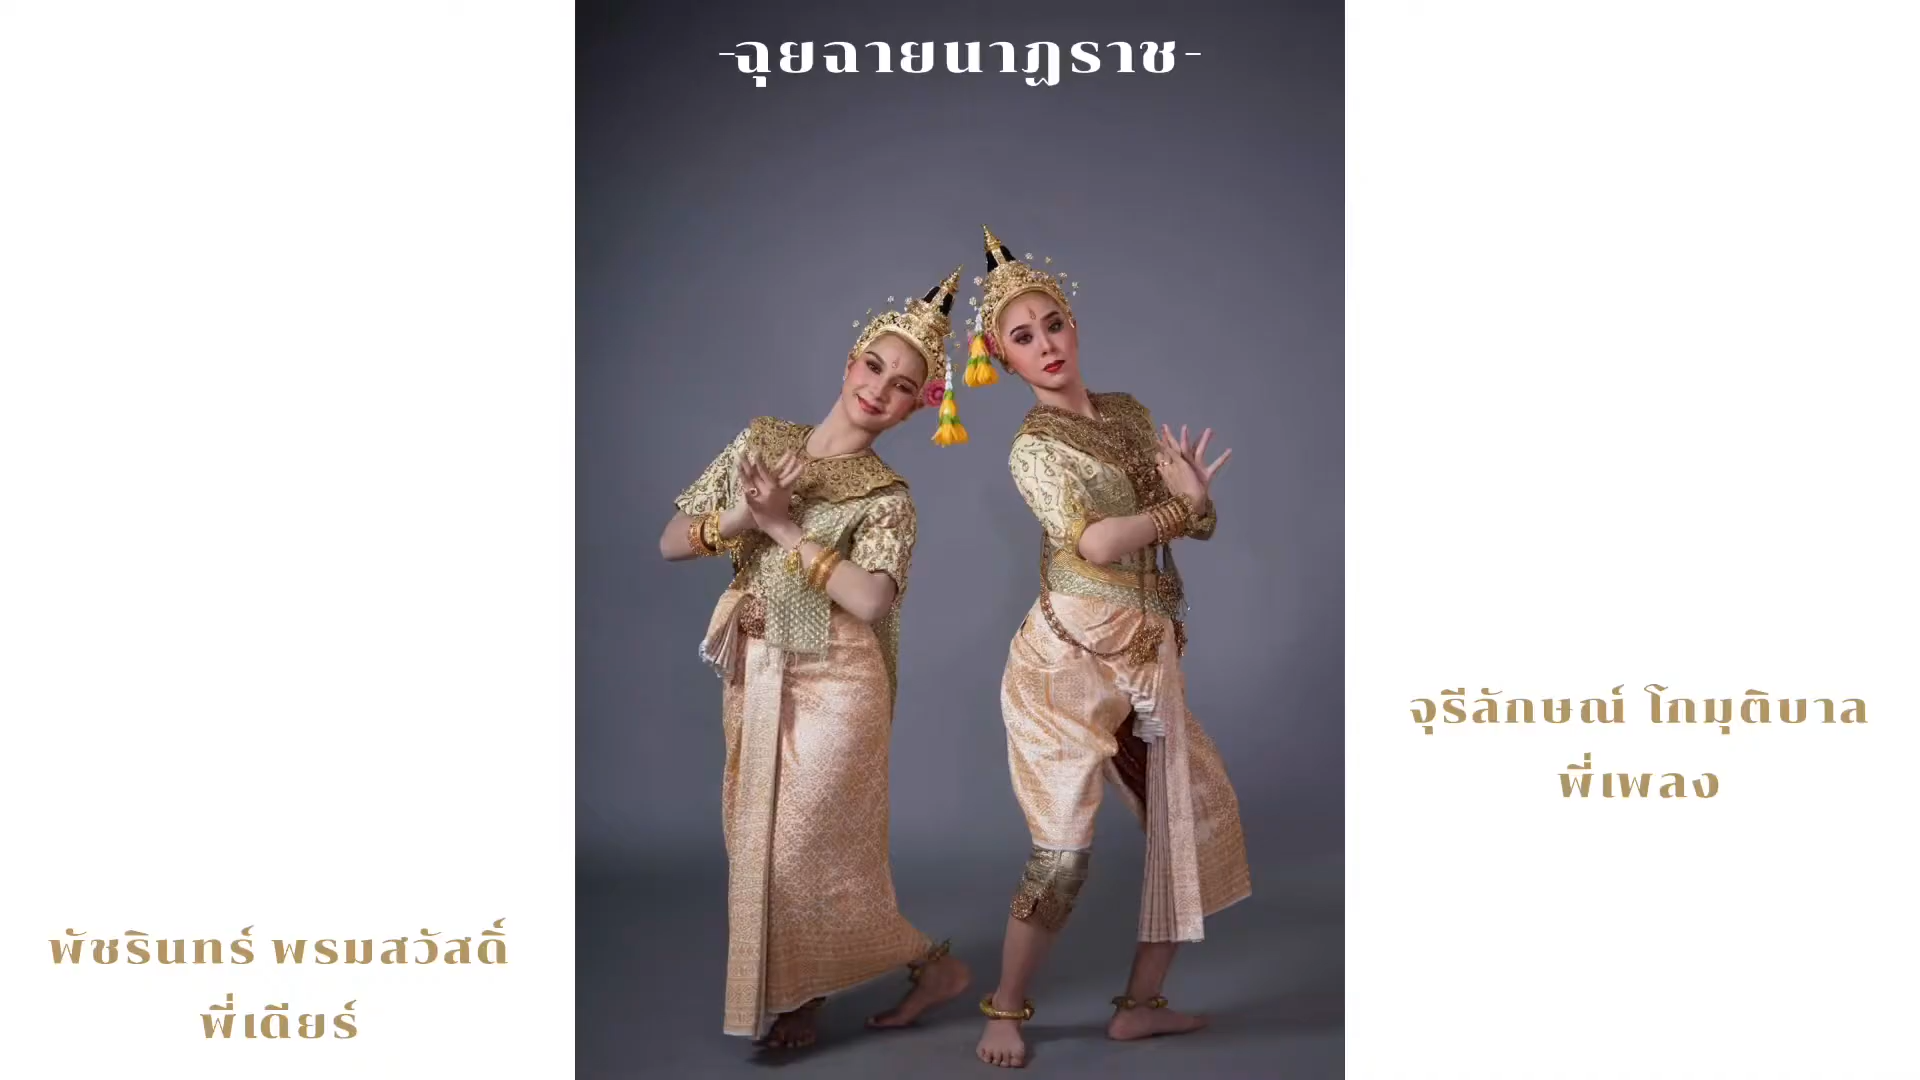 -ฉุยฉายนาฏราช-
จุรีลักษณ์ โกมุติบาล
พี่เพลง
พัชรินทร์ พรมสวัสดิ์
พี่เดียร์